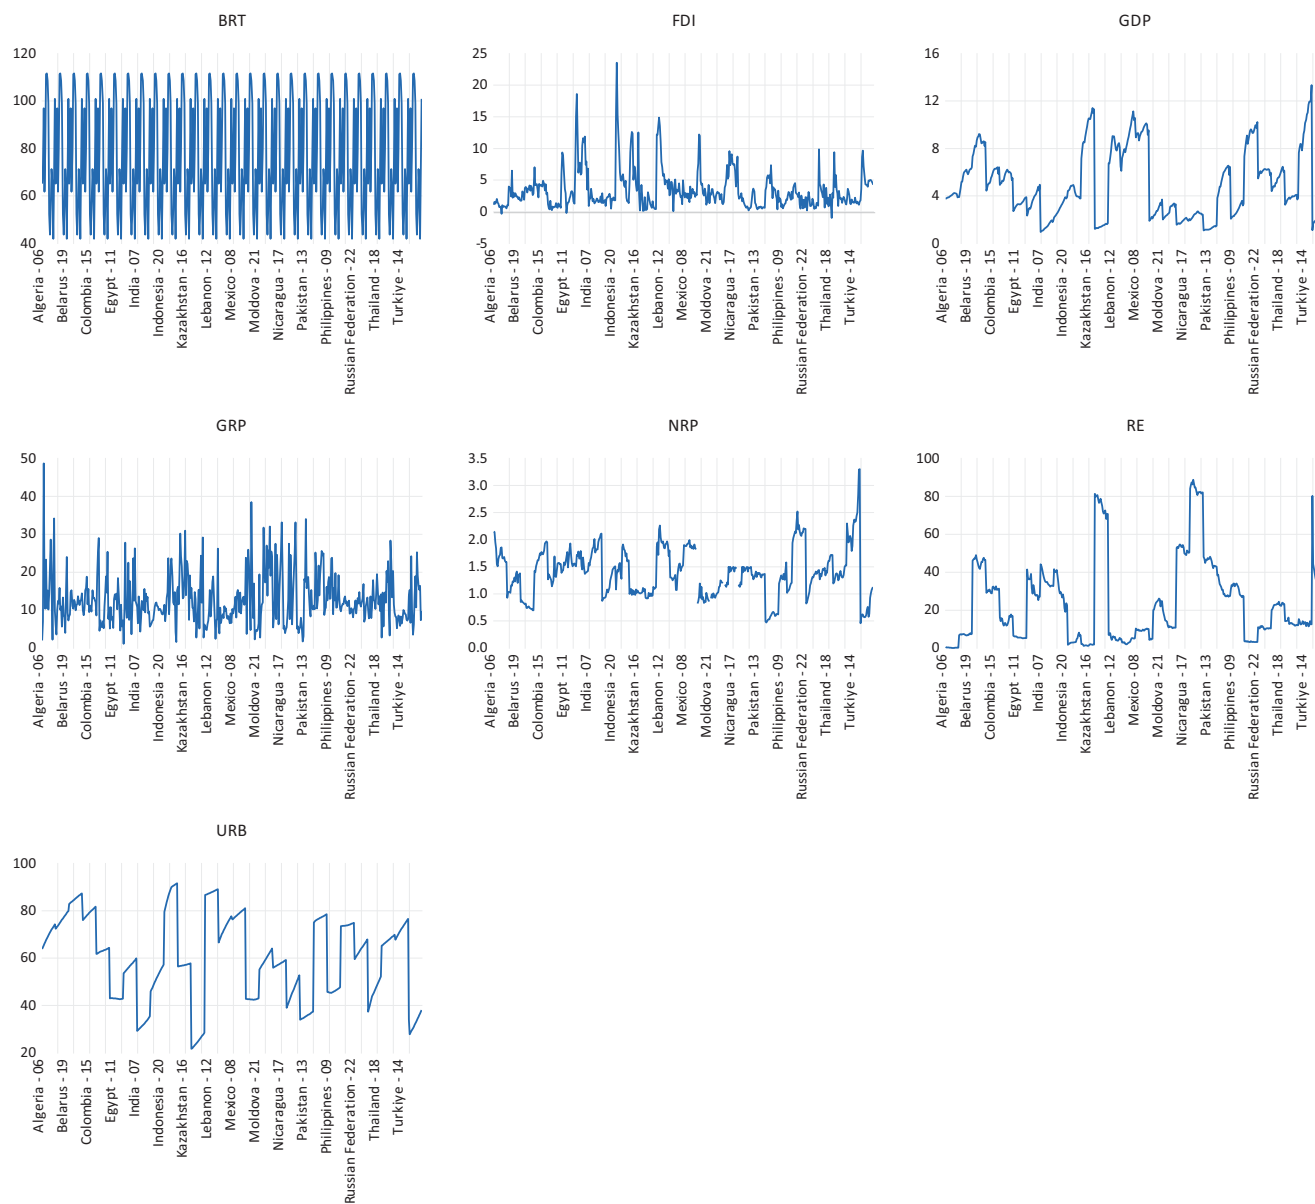 BRT
120
100
80
60
40
Algeria - 06
Belarus - 19
Colombia - 15
Egypt - 11
India - 07
Indonesia - 20
Kazakhstan - 16
Lebanon - 12
Mexico - 08
Moldova - 21
Nicaragua - 17
Pakistan - 13
Philippines - 09
Russian Federation - 22
Thailand - 18
Turkiye - 14
FDI
25
20
15
10
5
0
-5
Algeria - 06
Belarus - 19
Colombia - 15
Egypt - 11
India - 07
Indonesia - 20
Kazakhstan - 16
Lebanon - 12
Mexico - 08
Moldova - 21
Nicaragua - 17
Pakistan - 13
Philippines - 09
Russian Federation - 22
Thailand - 18
Turkiye - 14
GDP
16
12
8
4
0
Algeria - 06
Belarus - 19
Colombia - 15
Egypt - 11
India - 07
Indonesia - 20
Kazakhstan - 16
Lebanon - 12
Mexico - 08
Moldova - 21
Nicaragua - 17
Pakistan - 13
Philippines - 09
Russian Federation - 22
Thailand - 18
Turkiye - 14
GRP
50
40
30
20
10
0
Algeria - 06
Belarus - 19
Colombia - 15
Egypt - 11
India - 07
Indonesia - 20
Kazakhstan - 16
Lebanon - 12
Mexico - 08
Moldova - 21
Nicaragua - 17
Pakistan - 13
Philippines - 09
Russian Federation - 22
Thailand - 18
Turkiye - 14
NRP
3.5
3.0
2.5
2.0
1.5
1.0
0.5
0.0
Algeria - 06
Belarus - 19
Colombia - 15
Egypt - 11
India - 07
Indonesia - 20
Kazakhstan - 16
Lebanon - 12
Mexico - 08
Moldova - 21
Nicaragua - 17
Pakistan - 13
Philippines - 09
Russian Federation - 22
Thailand - 18
Turkiye - 14
RE
100
80
60
40
20
0
Algeria - 06
Belarus - 19
Colombia - 15
Egypt - 11
India - 07
Indonesia - 20
Kazakhstan - 16
Lebanon - 12
Mexico - 08
Moldova - 21
Nicaragua - 17
Pakistan - 13
Philippines - 09
Russian Federation - 22
Thailand - 18
Turkiye - 14
URB
100
80
60
40
20
Algeria - 06
Belarus - 19
Colombia - 15
Egypt - 11
India - 07
Indonesia - 20
Kazakhstan - 16
Lebanon - 12
Mexico - 08
Moldova - 21
Nicaragua - 17
Pakistan - 13
Philippines - 09
Russian Federation - 22
Thailand - 18
Turkiye - 14